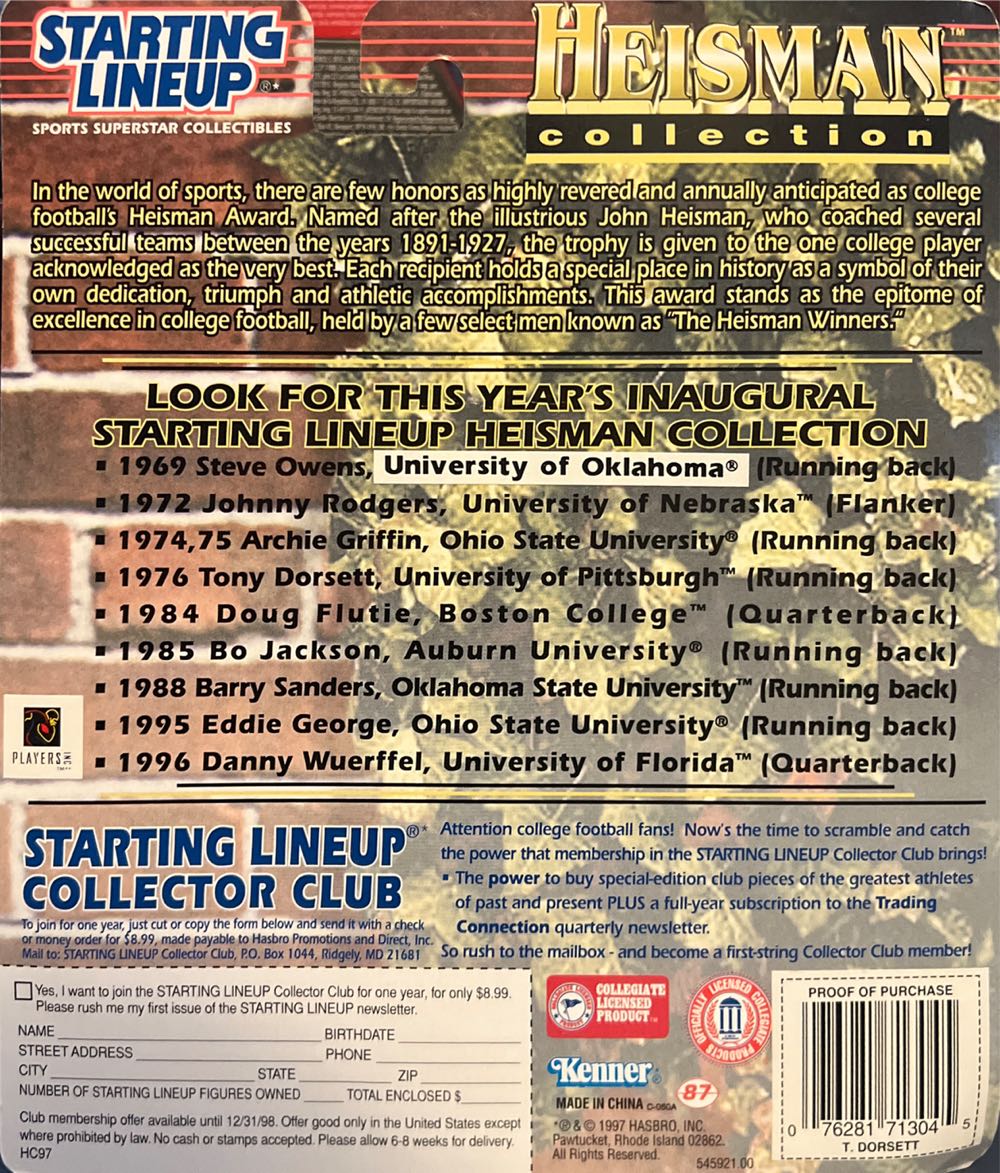 STARTING
LINEUP®*
SPORTS SUPERSTAR COLLECTIBLES
HEISMAN™
collection
In the world of sports, there are few honors as highly revered and annually anticipated as college
football's Heisman Award. Named after the illustrious John Heisman, who coached several
successful teams between the years 1891-1927, the trophy is given to the one college player
acknowledged as the very best. Each recipient holds a special place in history as a symbol of their
own dedication, triumph and athletic accomplishments. This award stands as the epitome of
excellence in college football, held by a few select men known as "The Heisman Winners."
LOOK FOR THIS YEAR'S INAUGURAL
STARTING LINEUP HEISMAN COLLECTION
▪ 1969 Steve Owens, University of Oklahoma® (Running back)
▪ 1972 Johnny Rodgers, University of Nebraska™ (Flanker)
▪ 1974,75 Archie Griffin, Ohio State University® (Running back)
▪ 1976 Tony Dorsett, University of Pittsburgh™ (Running back)
▪ 1984 Doug Flutie, Boston College™ (Quarterback)
▪ 1985 Bo Jackson, Auburn University® (Running back)
▪ 1988 Barry Sanders, Oklahoma State University™ (Running back)
▪ 1995 Eddie George, Ohio State University® (Running back)
▪ 1996 Danny Wuerffel, University of Florida™ (Quarterback)
PLAYERS INC
STARTING LINEUP®*
COLLECTOR CLUB
To join for one year, just cut or copy the form below and send it with a check
or money order for $8.99, made payable to Hasbro Promotions and Direct, Inc.
Mail to: STARTING LINEUP Collector Club, P.O. Box 1044, Ridgely, MD 21681
Attention college football fans! Now's the time to scramble and catch
the power that membership in the STARTING LINEUP Collector Club brings!
▪ The power to buy special-edition club pieces of the greatest athletes
of past and present PLUS a full-year subscription to the Trading
Connection quarterly newsletter.
So rush to the mailbox - and become a first-string Collector Club member!
Yes, I want to join the STARTING LINEUP Collector Club for one year, for only $8.99.
Please rush me my first issue of the STARTING LINEUP newsletter.
NAME BIRTHDATE
STREET ADDRESS PHONE
CITY STATE ZIP
NUMBER OF STARTING LINEUP FIGURES OWNED TOTAL ENCLOSED $
Club membership offer available until 12/31/98. Offer good only in the United States except
where prohibited by law. No cash or stamps accepted. Please allow 6-8 weeks for delivery.
HC97
COLLEGIATE
LICENSED
PRODUCT™
OFFICIALLY LICENSED COLLEGIATE PRODUCTS
Kenner®
MADE IN CHINA C-050A
87
*℗ & © 1997 HASBRO, INC.
Pawtucket, Rhode Island 02862.
All Rights Reserved.
545921.00
PROOF OF PURCHASE
0 76281 71304 5
T. DORSETT